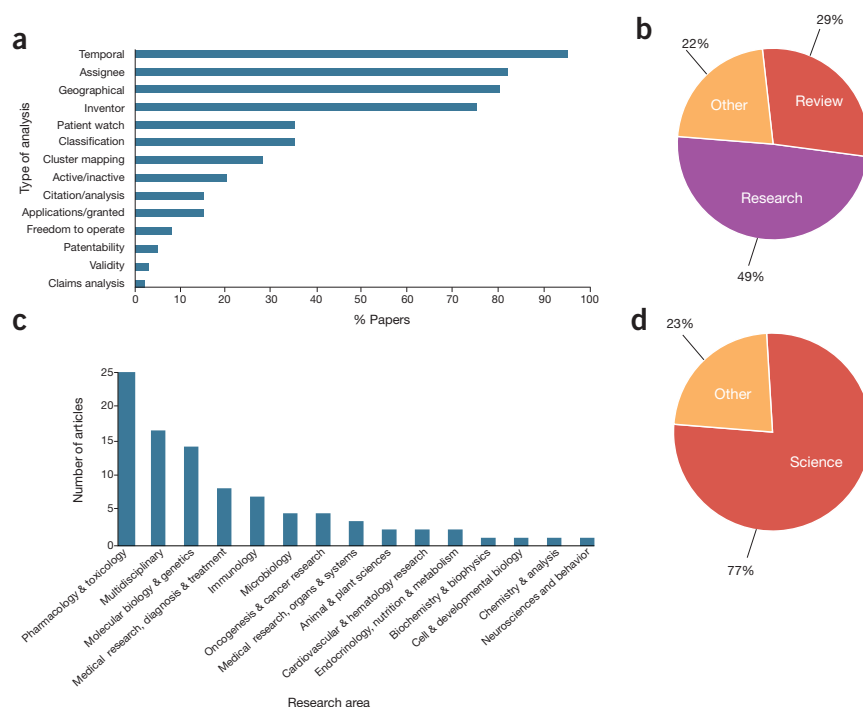 a
Type of analysis
Temporal
Assignee
Geographical
Inventor
Patient watch
Classification
Cluster mapping
Active/inactive
Citation/analysis
Applications/granted
Freedom to operate
Patentability
Validity
Claims analysis
0 10 20 30 40 50 60 70 80 90 100
% Papers
b
29%
22%
Review
Other
Research
49%
c
Number of articles
25
20
15
10
5
0
Pharmacology & toxicology
Multidisciplinary
Molecular biology & genetics
Medical research, diagnosis & treatment
Immunology
Microbiology
Oncogenesis & cancer research
Medical research, organs & systems
Animal & plant sciences
Cardiovascular & hematology research
Endocrinology, nutrition & metabolism
Biochemistry & biophysics
Cell & developmental biology
Chemistry & analysis
Neurosciences and behavior
Research area
d
23%
Other
Science
77%